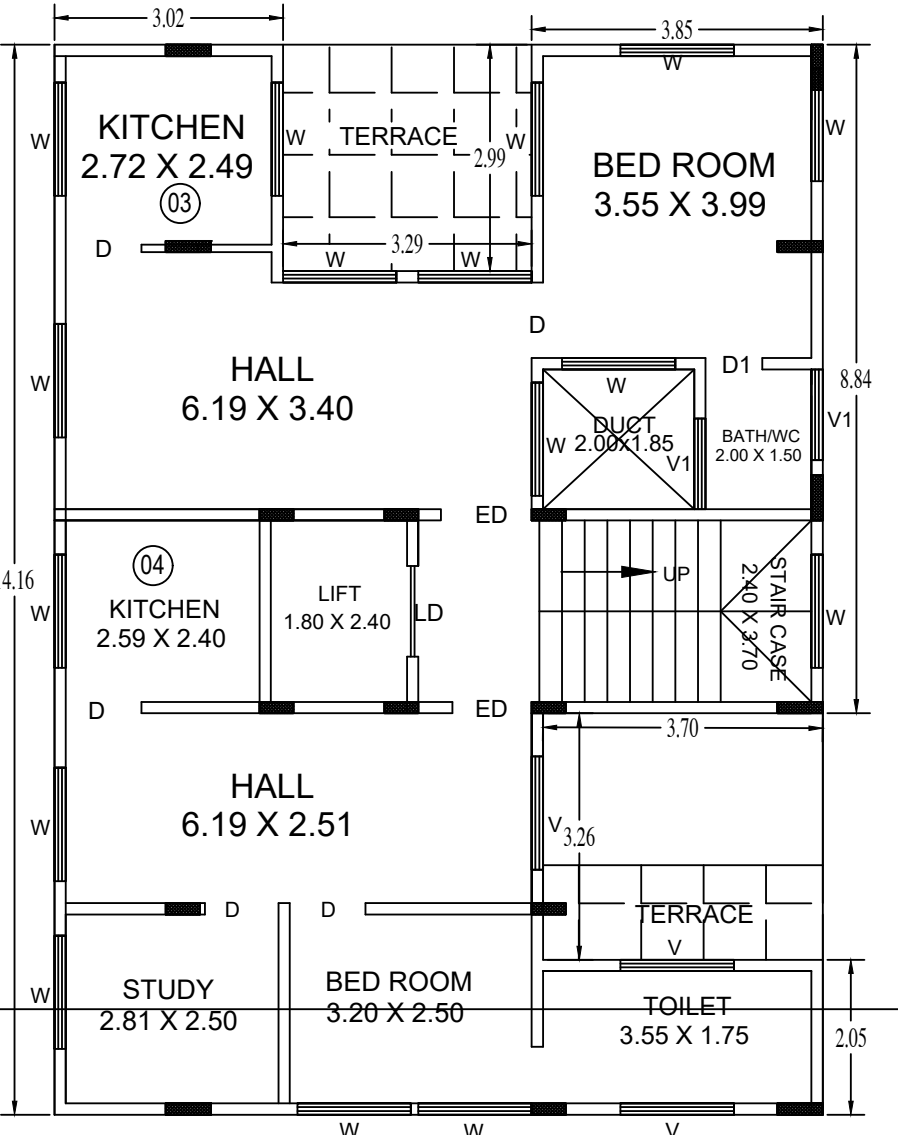 3.02
3.85
W
KITCHEN
2.72 X 2.49
03
W
W
TERRACE
W
2.99
BED ROOM
3.55 X 3.99
W
D
3.29
W
W
D
HALL
6.19 X 3.40
W
8.84
D1
W
DUCT
2.00x1.85
W
V1
BATH/WC
2.00 X 1.50
V1
ED
4.16
04
KITCHEN
2.59 X 2.40
W
LIFT
1.80 X 2.40
LD
UP
STAIR CASE
2.40 X 3.70
W
D
ED
3.70
HALL
6.19 X 2.51
W
V
3.26
D
D
TERRACE
V
W
STUDY
2.81 X 2.50
BED ROOM
3.20 X 2.50
TOILET
3.55 X 1.75
2.05
W
W
V